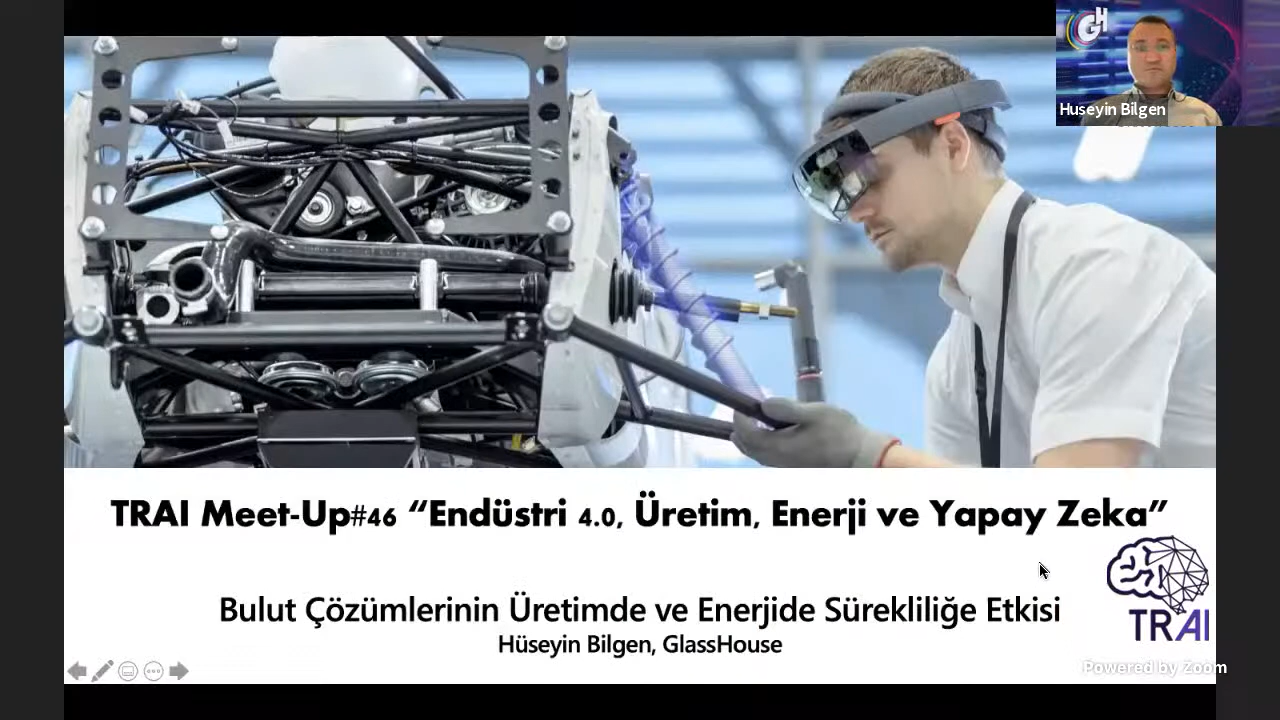 GH
Huseyin Bilgen
TRAI Meet-Up#46 “Endüstri 4.0, Üretim, Enerji ve Yapay Zeka”
Bulut Çözümlerinin Üretimde ve Enerjide Sürekliliğe Etkisi
Hüseyin Bilgen, GlassHouse
TRAI
Powered by Zoom